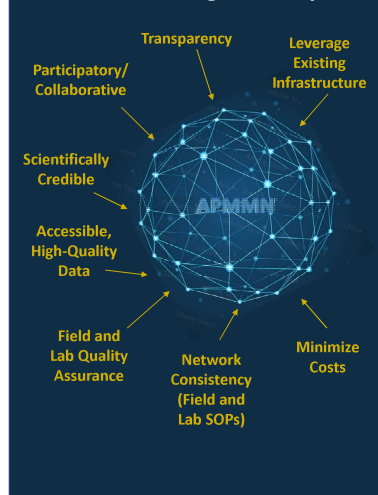 Transparency
Leverage
Existing
Infrastructure
Participatory/
Collaborative
Scientifically
Credible
APMMN
Accessible,
High-Quality
Data
Field and
Lab Quality
Assurance
Network
Consistency
(Field and
Lab SOPs)
Minimize
Costs